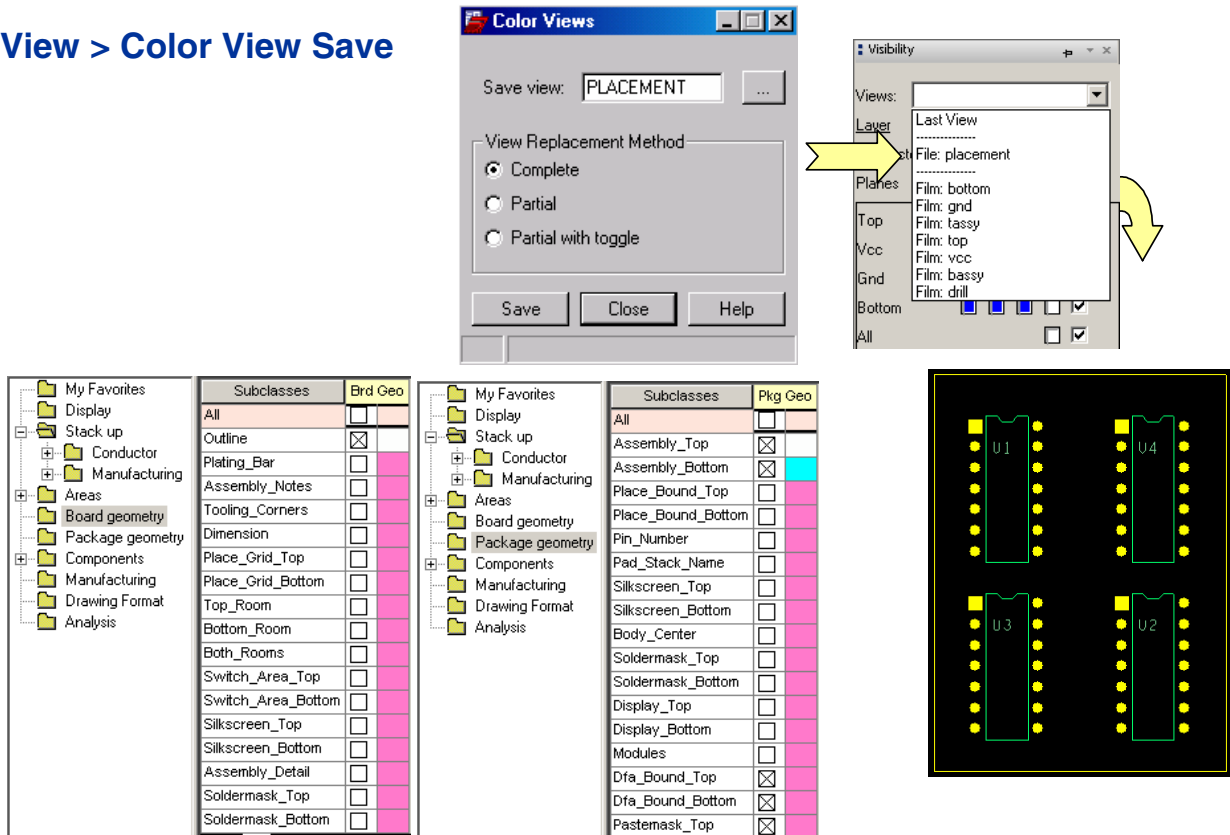 View > Color View Save
Color Views
Save view: PLACEMENT ...
View Replacement Method
Complete
Partial
Partial with toggle
Save Close Help
Visibility
Views:
Layer
Last View
---------------
File: placement
---------------
Film: bottom
Film: gnd
Film: tassy
Film: top
Film: vcc
Film: bassy
Film: drill
Planes
Top
Vcc
Gnd
Bottom
All
My Favorites
Display
Stack up
Conductor
Manufacturing
Areas
Board geometry
Package geometry
Components
Manufacturing
Drawing Format
Analysis
Subclasses Brd Geo
All
Outline
Plating_Bar
Assembly_Notes
Tooling_Corners
Dimension
Place_Grid_Top
Place_Grid_Bottom
Top_Room
Bottom_Room
Both_Rooms
Switch_Area_Top
Switch_Area_Bottom
Silkscreen_Top
Silkscreen_Bottom
Assembly_Detail
Soldermask_Top
Soldermask_Bottom
My Favorites
Display
Stack up
Conductor
Manufacturing
Areas
Board geometry
Package geometry
Components
Manufacturing
Drawing Format
Analysis
Subclasses Pkg Geo
All
Assembly_Top
Assembly_Bottom
Place_Bound_Top
Place_Bound_Bottom
Pin_Number
Pad_Stack_Name
Silkscreen_Top
Silkscreen_Bottom
Body_Center
Soldermask_Top
Soldermask_Bottom
Display_Top
Display_Bottom
Modules
Dfa_Bound_Top
Dfa_Bound_Bottom
Pastemask_Top
U1 U4
U3 U2